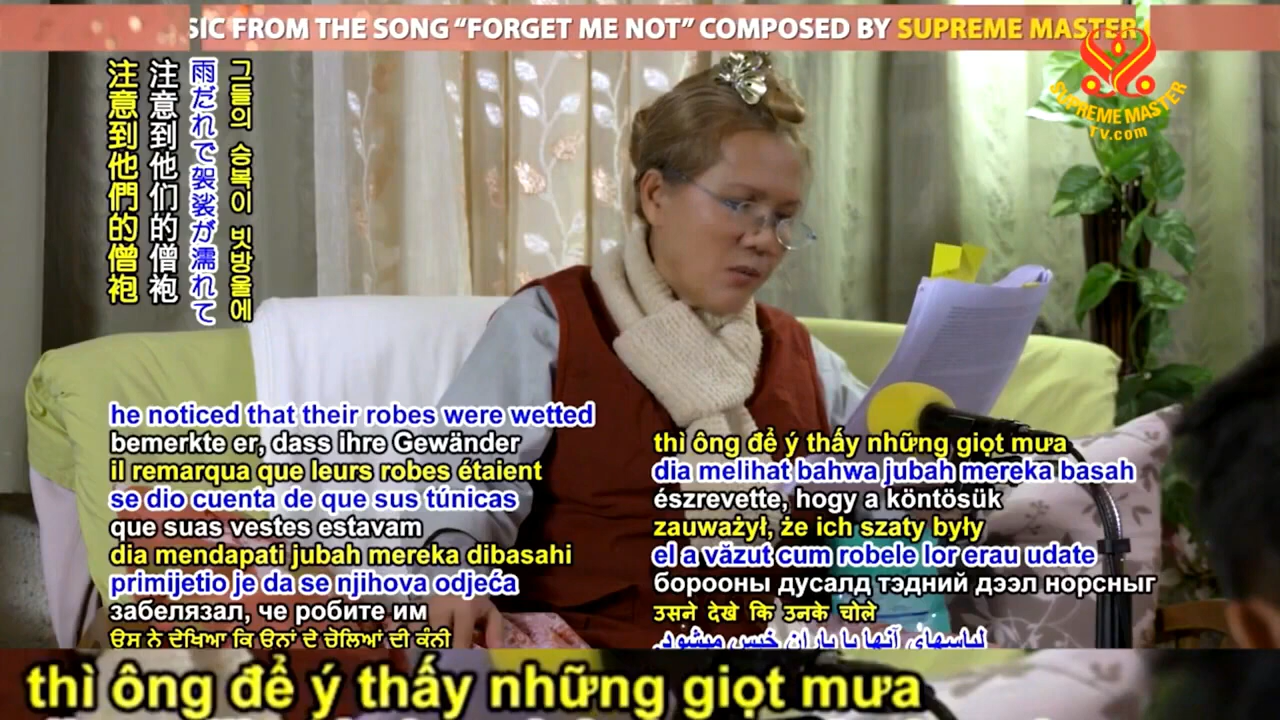 SIC FROM THE SONG “FORGET ME NOT” COMPOSED BY SUPREME MASTER
SUPREME MASTER
TV.com
그들의 승복이 빗방울에
雨だれで袈裟が濡れて
注意到他们的僧袍
注意到他們的僧袍
he noticed that their robes were wetted
bemerkte er, dass ihre Gewänder
il remarqua que leurs robes étaient
se dio cuenta de que sus túnicas
que suas vestes estavam
dia mendapati jubah mereka dibasahi
primijetio je da se njihova odjeća
забелязал, че робите им
ਉਸ ਨੇ ਦੇਖਿਆ ਕਿ ਉਨਾਂ ਦੇ ਚੋਲਿਆਂ ਦੀ ਕੰਨੀ
thì ông để ý thấy những giọt mưa
dia melihat bahwa jubah mereka basah
észrevette, hogy a köntösük
zauważył, że ich szaty były
el a văzut cum robele lor erau udate
борооны дусалд тэдний дээл норсныг
उसने देखे कि उनके चोले
لباسهای آنها با باران خیس میشود
thì ông để ý thấy những giọt mưa